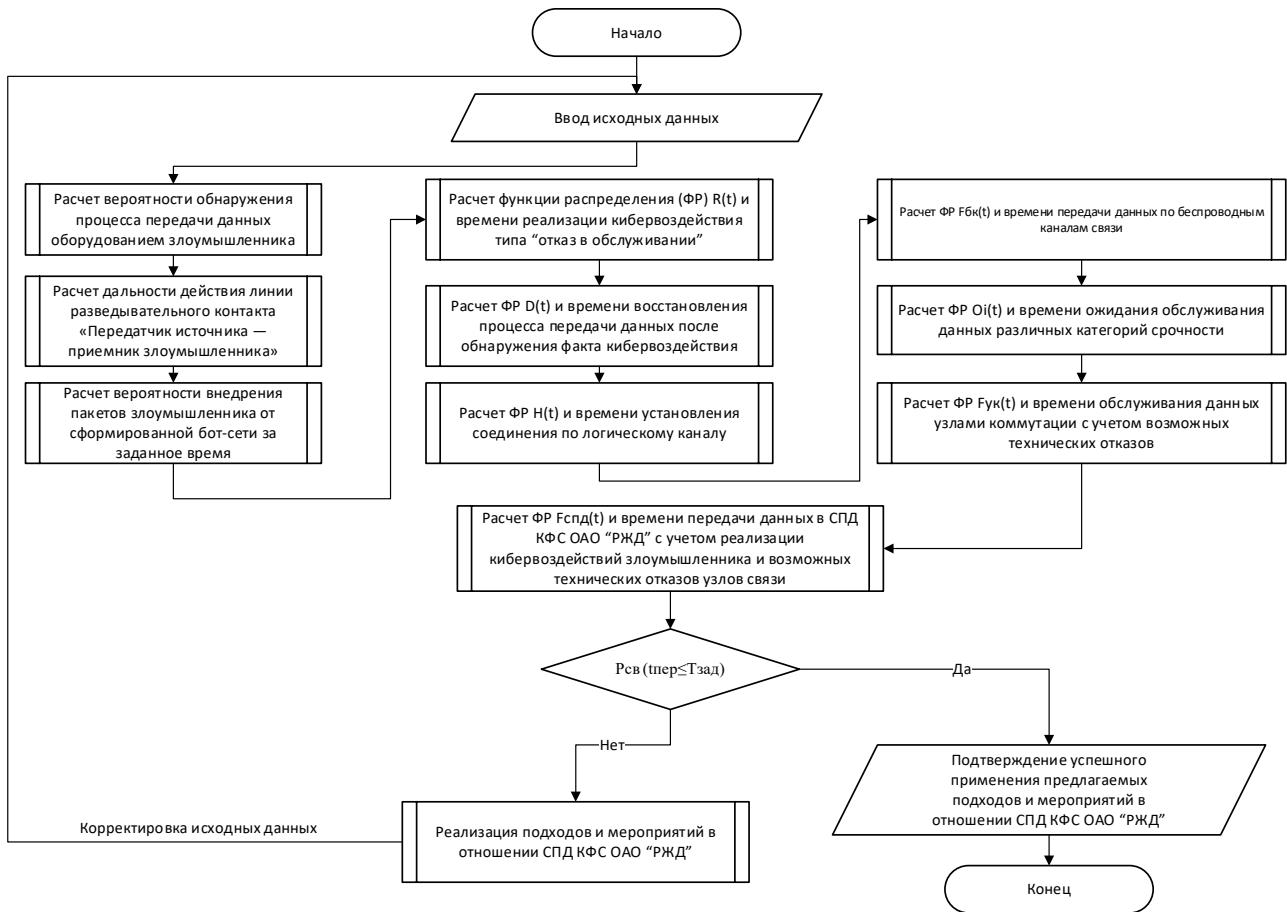 Начало
Ввод исходных данных
Расчет вероятности обнаружения
процесса передачи данных
оборудованием злоумышленника
Расчет дальности действия линии
разведывательного контакта
«Передатчик источника —
приемник злоумышленника»
Расчет вероятности внедрения
пакетов злоумышленника от
сформированной бот-сети за
заданное время
Расчет функции распределения (ФР) R(t) и
времени реализации кибервоздействия
типа “отказ в обслуживании”
Расчет ФР D(t) и времени восстановления
процесса передачи данных после
обнаружения факта кибервоздействия
Расчет ФР H(t) и времени установления
соединения по логическому каналу
Расчет ФР Fбк(t) и времени передачи данных по беспроводным
каналам связи
Расчет ФР Oi(t) и времени ожидания обслуживания
данных различных категорий срочности
Расчет ФР Fук(t) и времени обслуживания данных
узлами коммутации с учетом возможных
технических отказов
Расчет ФР Fспд(t) и времени передачи данных в СПД
КФС ОАО “РЖД” с учетом реализации
кибервоздействий злоумышленника и возможных
технических отказов узлов связи
Рсв (tпер≤Тзад)
Да
Нет
Подтверждение успешного
применения предлагаемых
подходов и мероприятий в
отношении СПД КФС ОАО “РЖД”
Корректировка исходных данных
Реализация подходов и мероприятий в
отношении СПД КФС ОАО “РЖД”
Конец